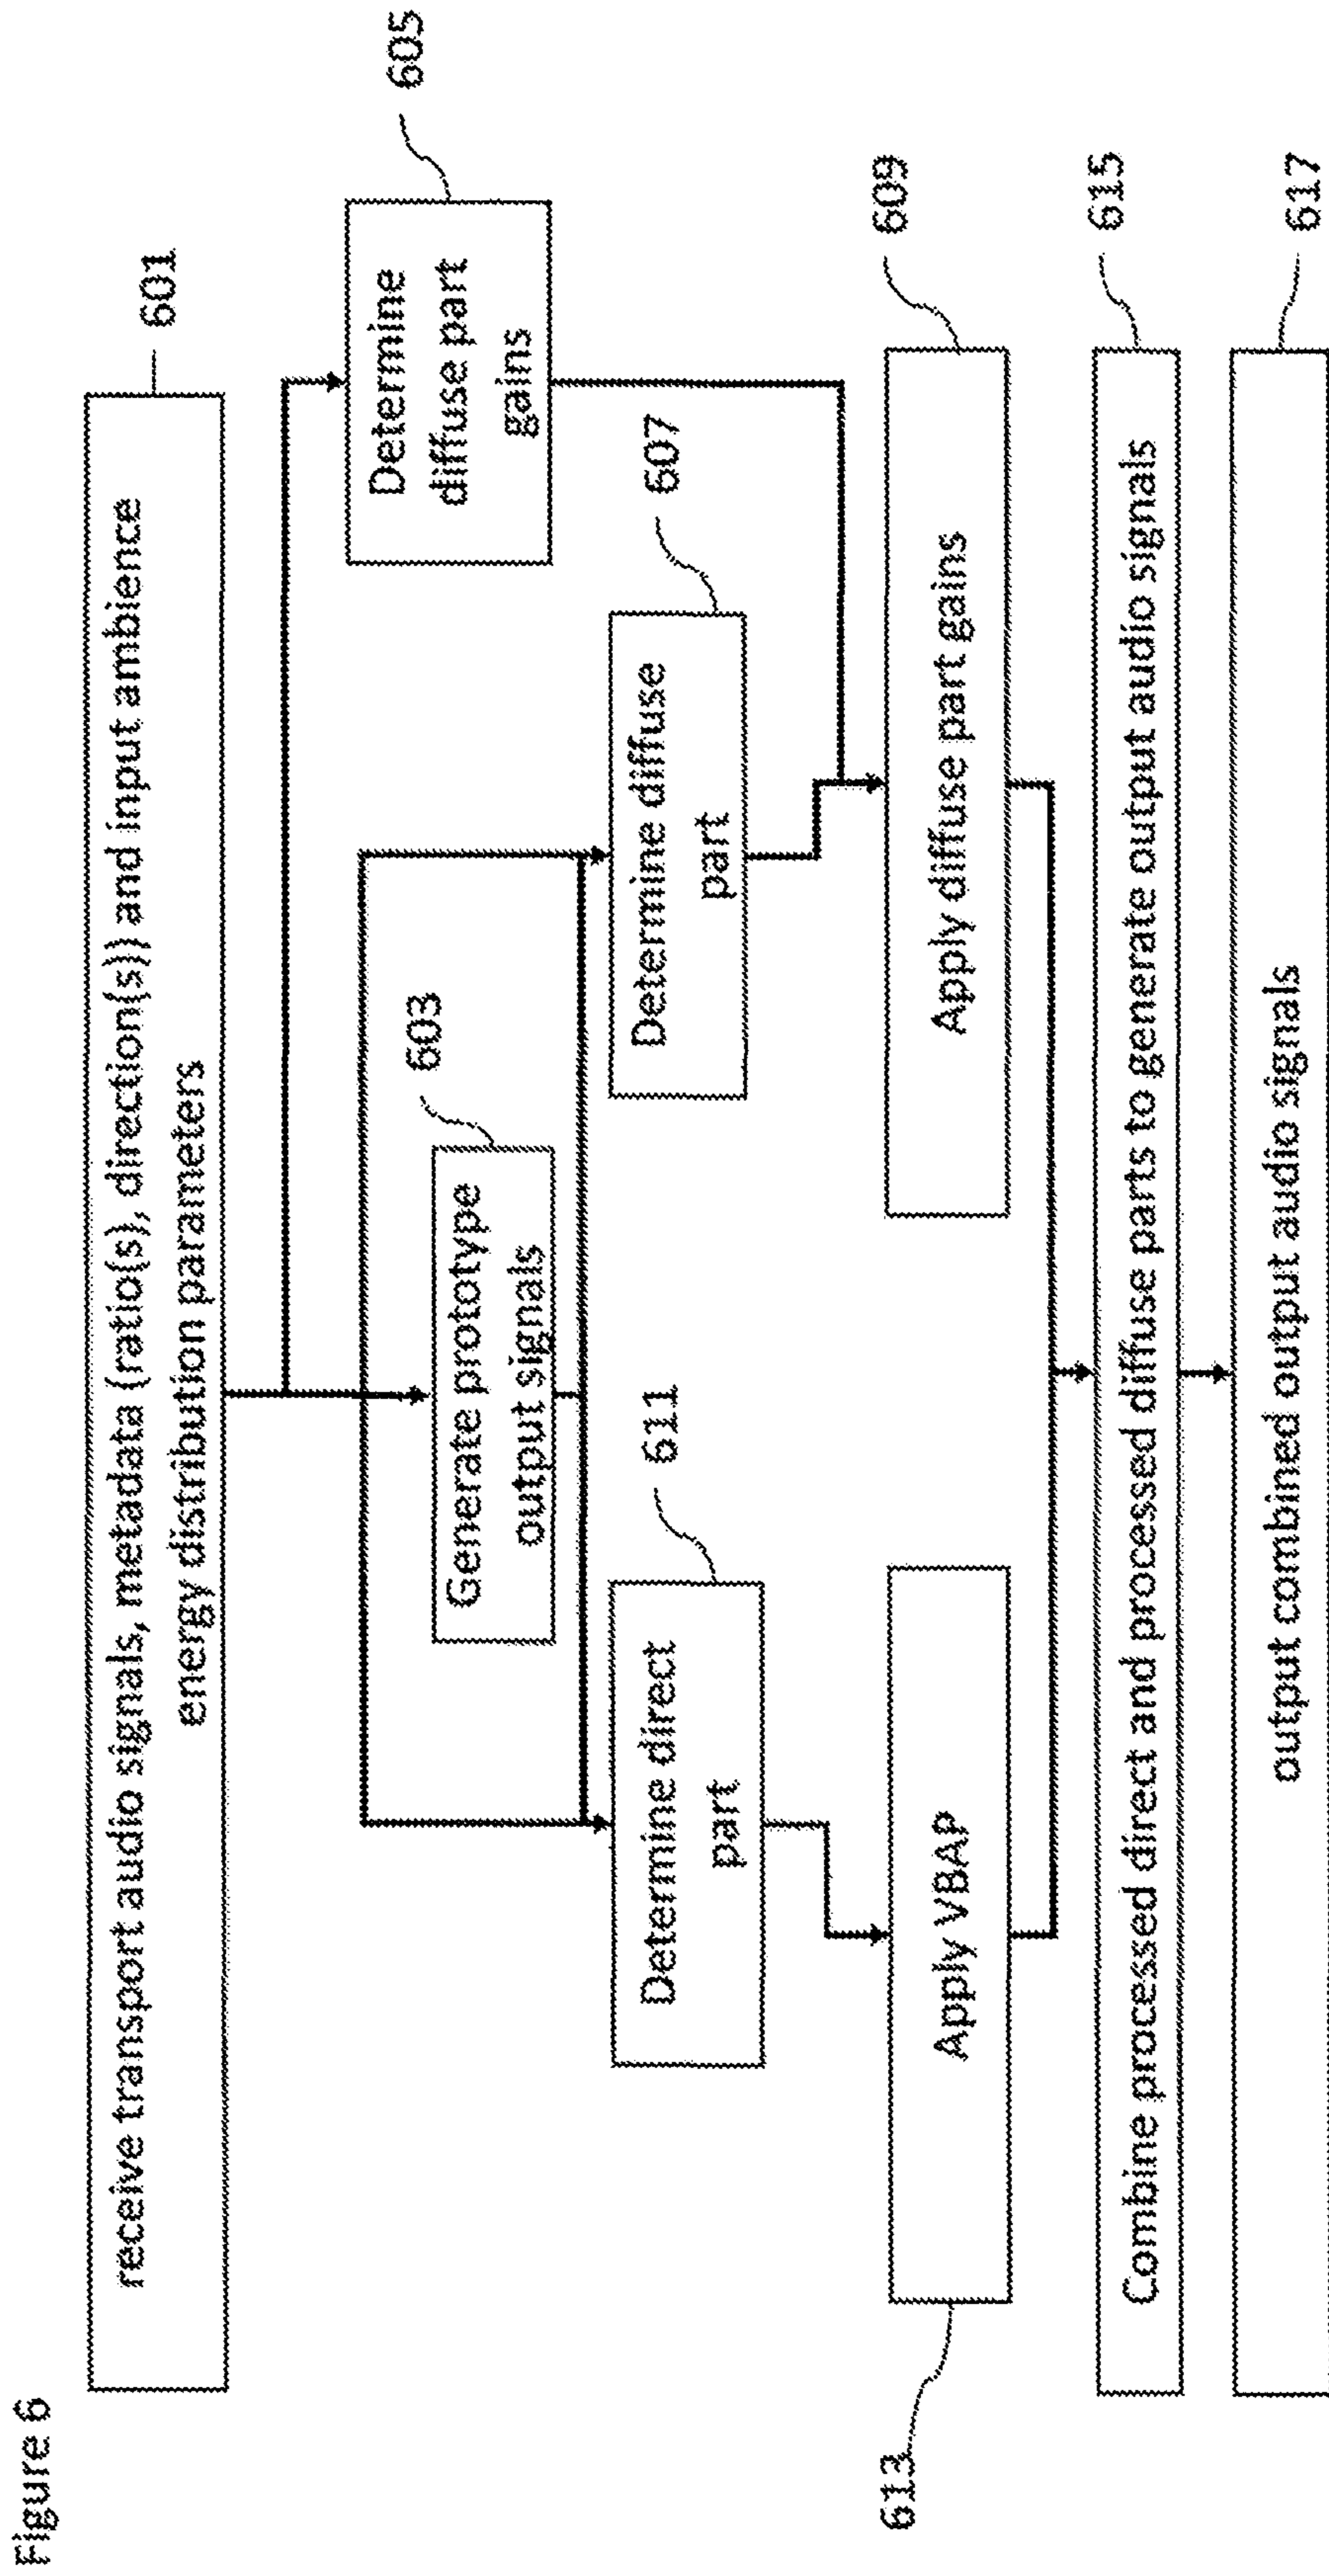 Figure 6
receive transport audio signals, metadata (ratio(s), direction(s)) and input ambience
energy distribution parameters
601
Determine
diffuse part
gains
605
Generate prototype
output signals
603
Determine direct
part
611
Determine diffuse
part
607
Apply VBAP
613
Apply diffuse part gains
609
Combine processed direct and processed diffuse parts to generate output audio signals
615
output combined output audio signals
617